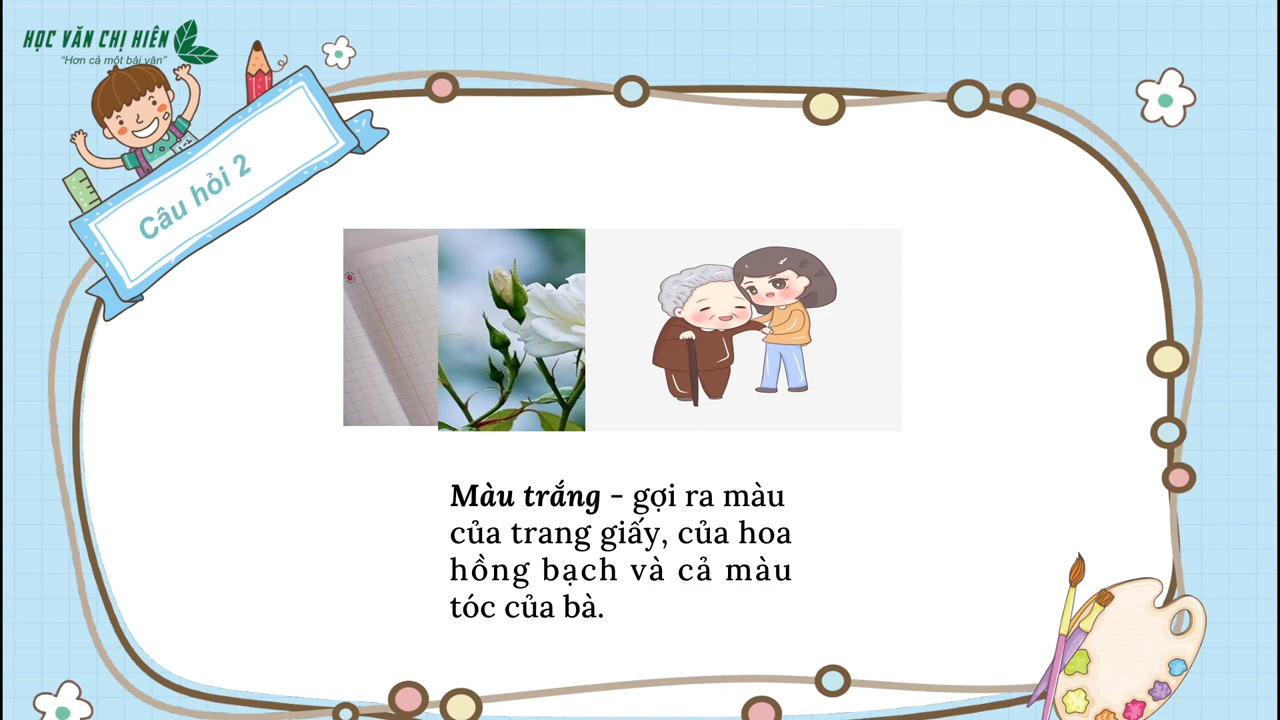 HỌC VĂN CHỊ HIÊN
“Hơn cả một bài văn”
Câu hỏi 2
Màu trắng - gợi ra màu
của trang giấy, của hoa
hồng bạch và cả màu
tóc của bà.